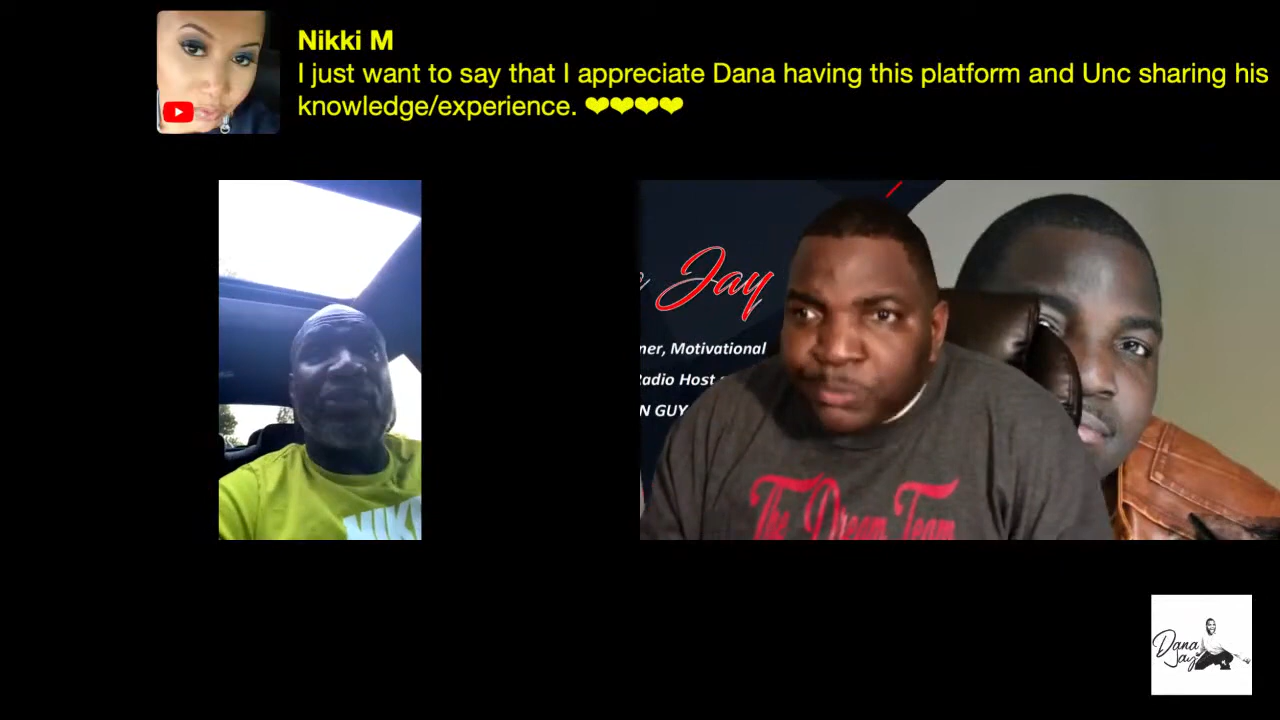 Nikki M
I just want to say that I appreciate Dana having this platform and Unc sharing his
knowledge/experience. ❤❤❤❤
Jay
ner, Motivational
Radio Host
N GUY
The Dream Team
NIKE
Dana
Jay